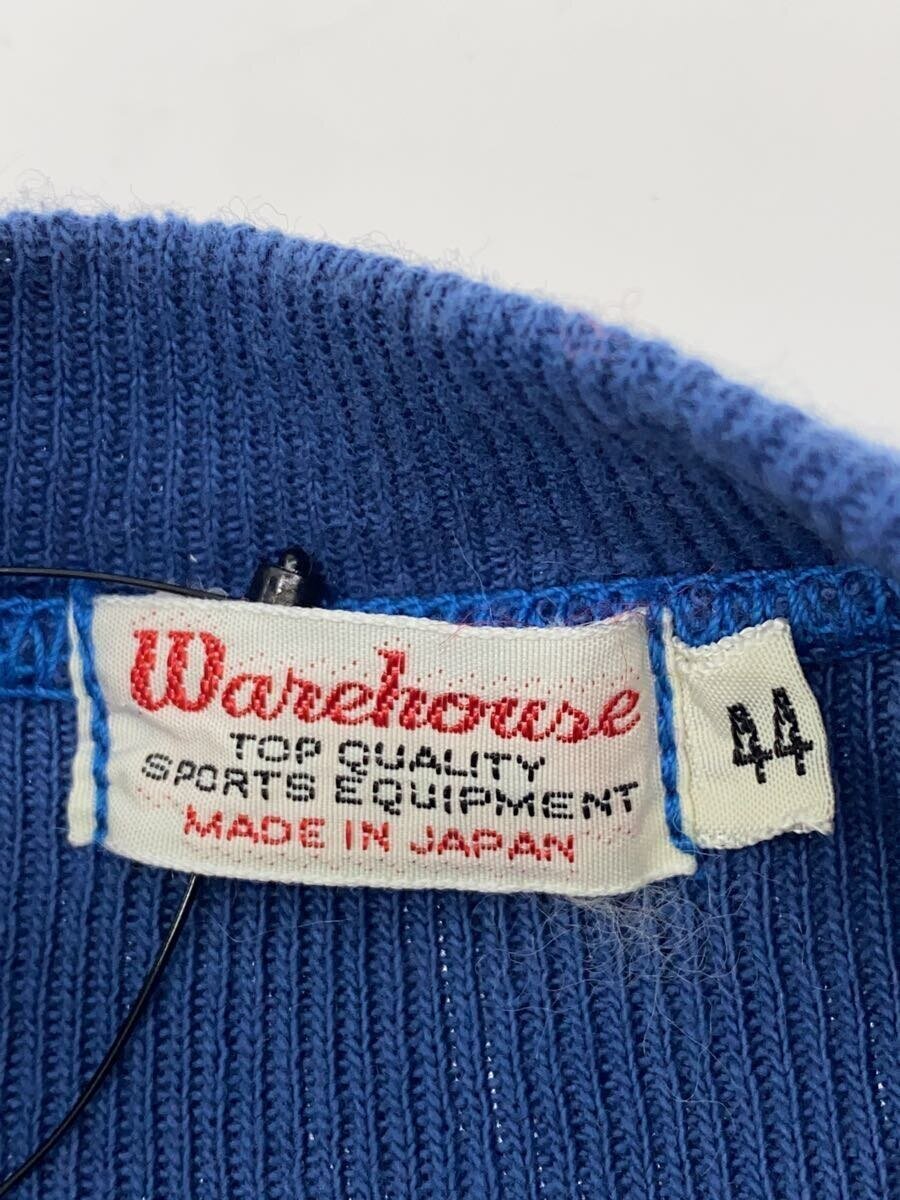 Warehouse
TOP QUALITY
SPORTS EQUIPMENT
MADE IN JAPAN
44